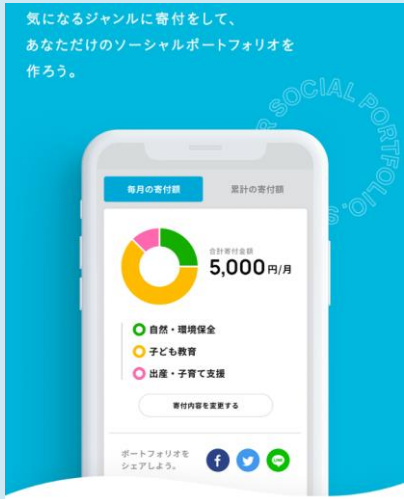 気になるジャンルに寄付をして、
あなただけのソーシャルポートフォリオを
作ろう。
SOCIAL PORTFOLIO.
毎月の寄付額
累計の寄付額
合計寄付金額
5,000円/月
自然・環境保全
子ども教育
出産・子育て支援
寄付内容を変更する
ポートフォリオを
シェアしよう。
LINE